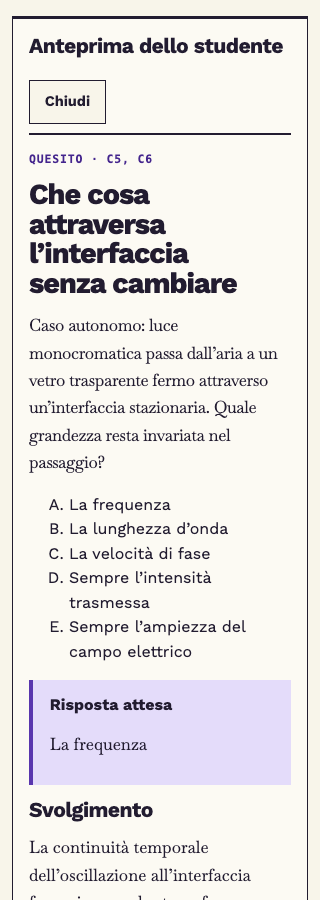 Anteprima dello studente
Chiudi
QUESITO · C5, C6
Che cosa
attraversa
l’interfaccia
senza cambiare
Caso autonomo: luce
monocromatica passa dall’aria a un
vetro trasparente fermo attraverso
un’interfaccia stazionaria. Quale
grandezza resta invariata nel
passaggio?
A. La frequenza
B. La lunghezza d’onda
C. La velocità di fase
D. Sempre l’intensità
trasmessa
E. Sempre l’ampiezza del
campo elettrico
Risposta attesa
La frequenza
Svolgimento
La continuità temporale
dell’oscillazione all’interfaccia